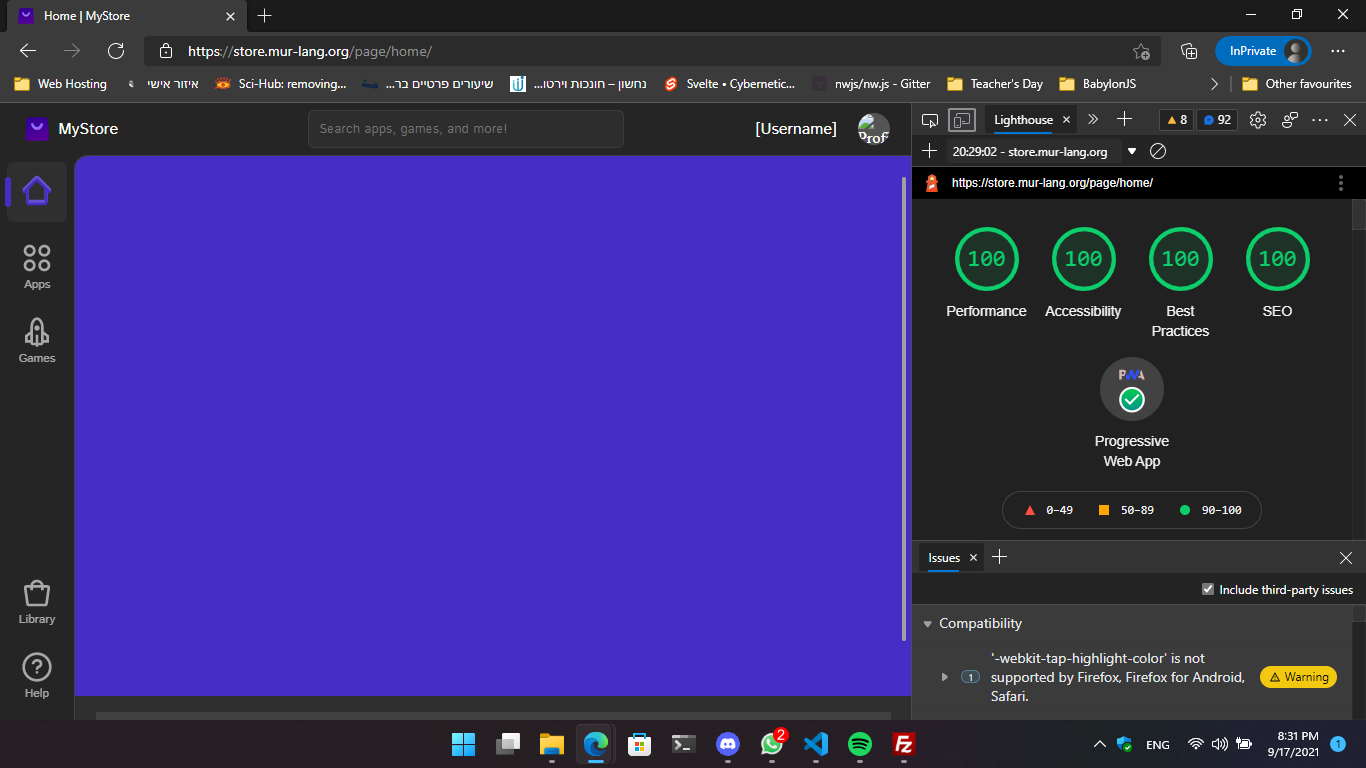 Home | MyStore
https://store.mur-lang.org/page/home/
InPrivate
Web Hosting
איזור אישי
Sci-Hub: removing...
שיעורים פרטיים בר...
נחשון – חונכות וירטו...
Svelte • Cybernetic...
nwjs/nw.js - Gitter
Teacher's Day
BabylonJS
Other favourites
MyStore
Search apps, games, and more!
[Username]
Prof
Apps
Games
Library
Help
Lighthouse
8
92
20:29:02 - store.mur-lang.org
https://store.mur-lang.org/page/home/
100
100
100
100
Performance
Accessibility
Best
Practices
SEO
PWA
Progressive
Web App
0–49
50–89
90–100
Issues
Include third-party issues
Compatibility
1
'-webkit-tap-highlight-color' is not
supported by Firefox, Firefox for Android,
Safari.
Warning
2
ENG
8:31 PM
9/17/2021
1